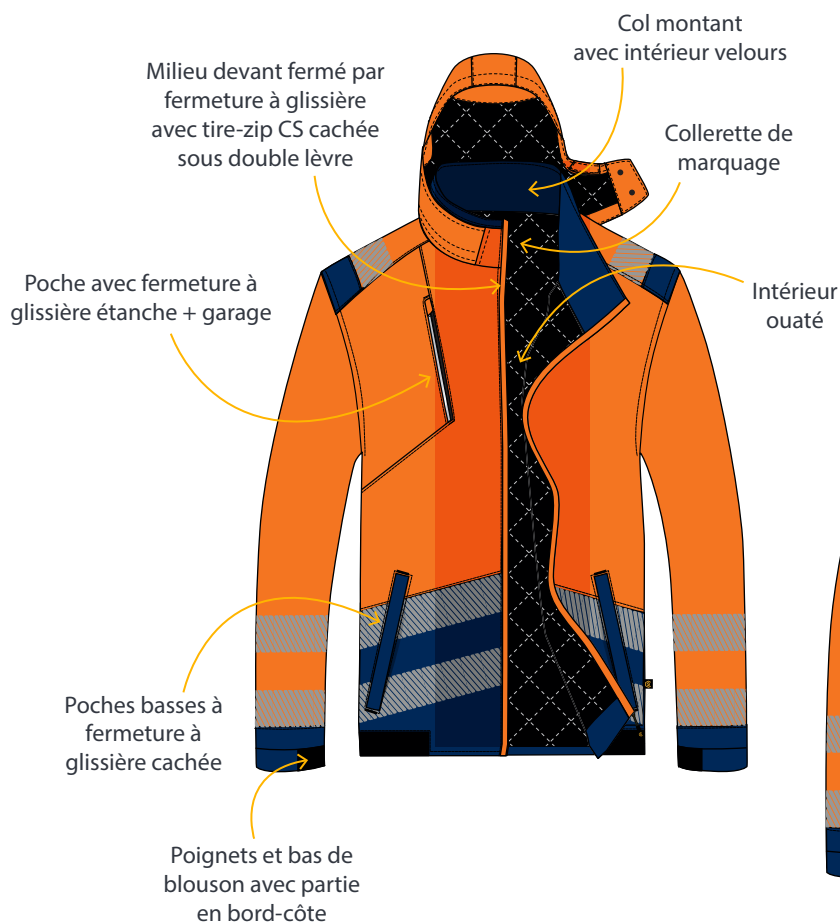 Col montant
avec intérieur velours
Milieu devant fermé par
fermeture à glissière
avec tire-zip CS cachée
sous double lèvre
Collerette de
marquage
Poche avec fermeture à
glissière étanche + garage
Intérieur
ouaté
Poches basses à
fermeture à
glissière cachée
Poignets et bas de
blouson avec partie
en bord-côte